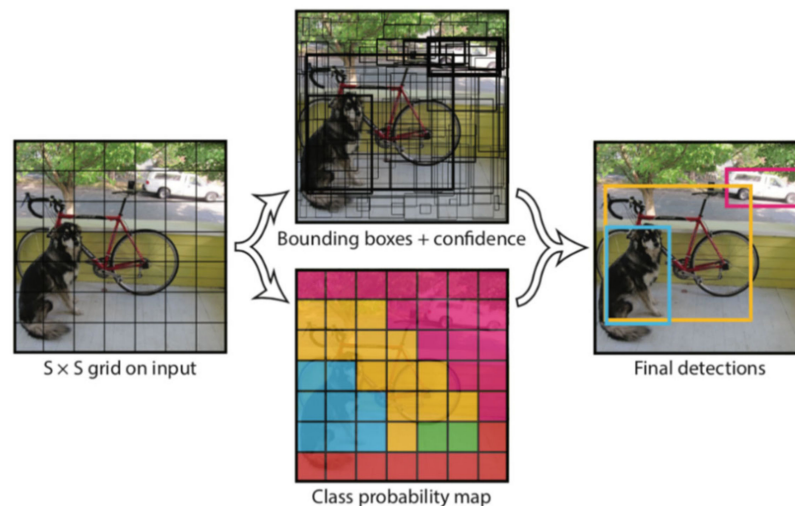 S × S grid on input
Bounding boxes + confidence
Class probability map
Final detections